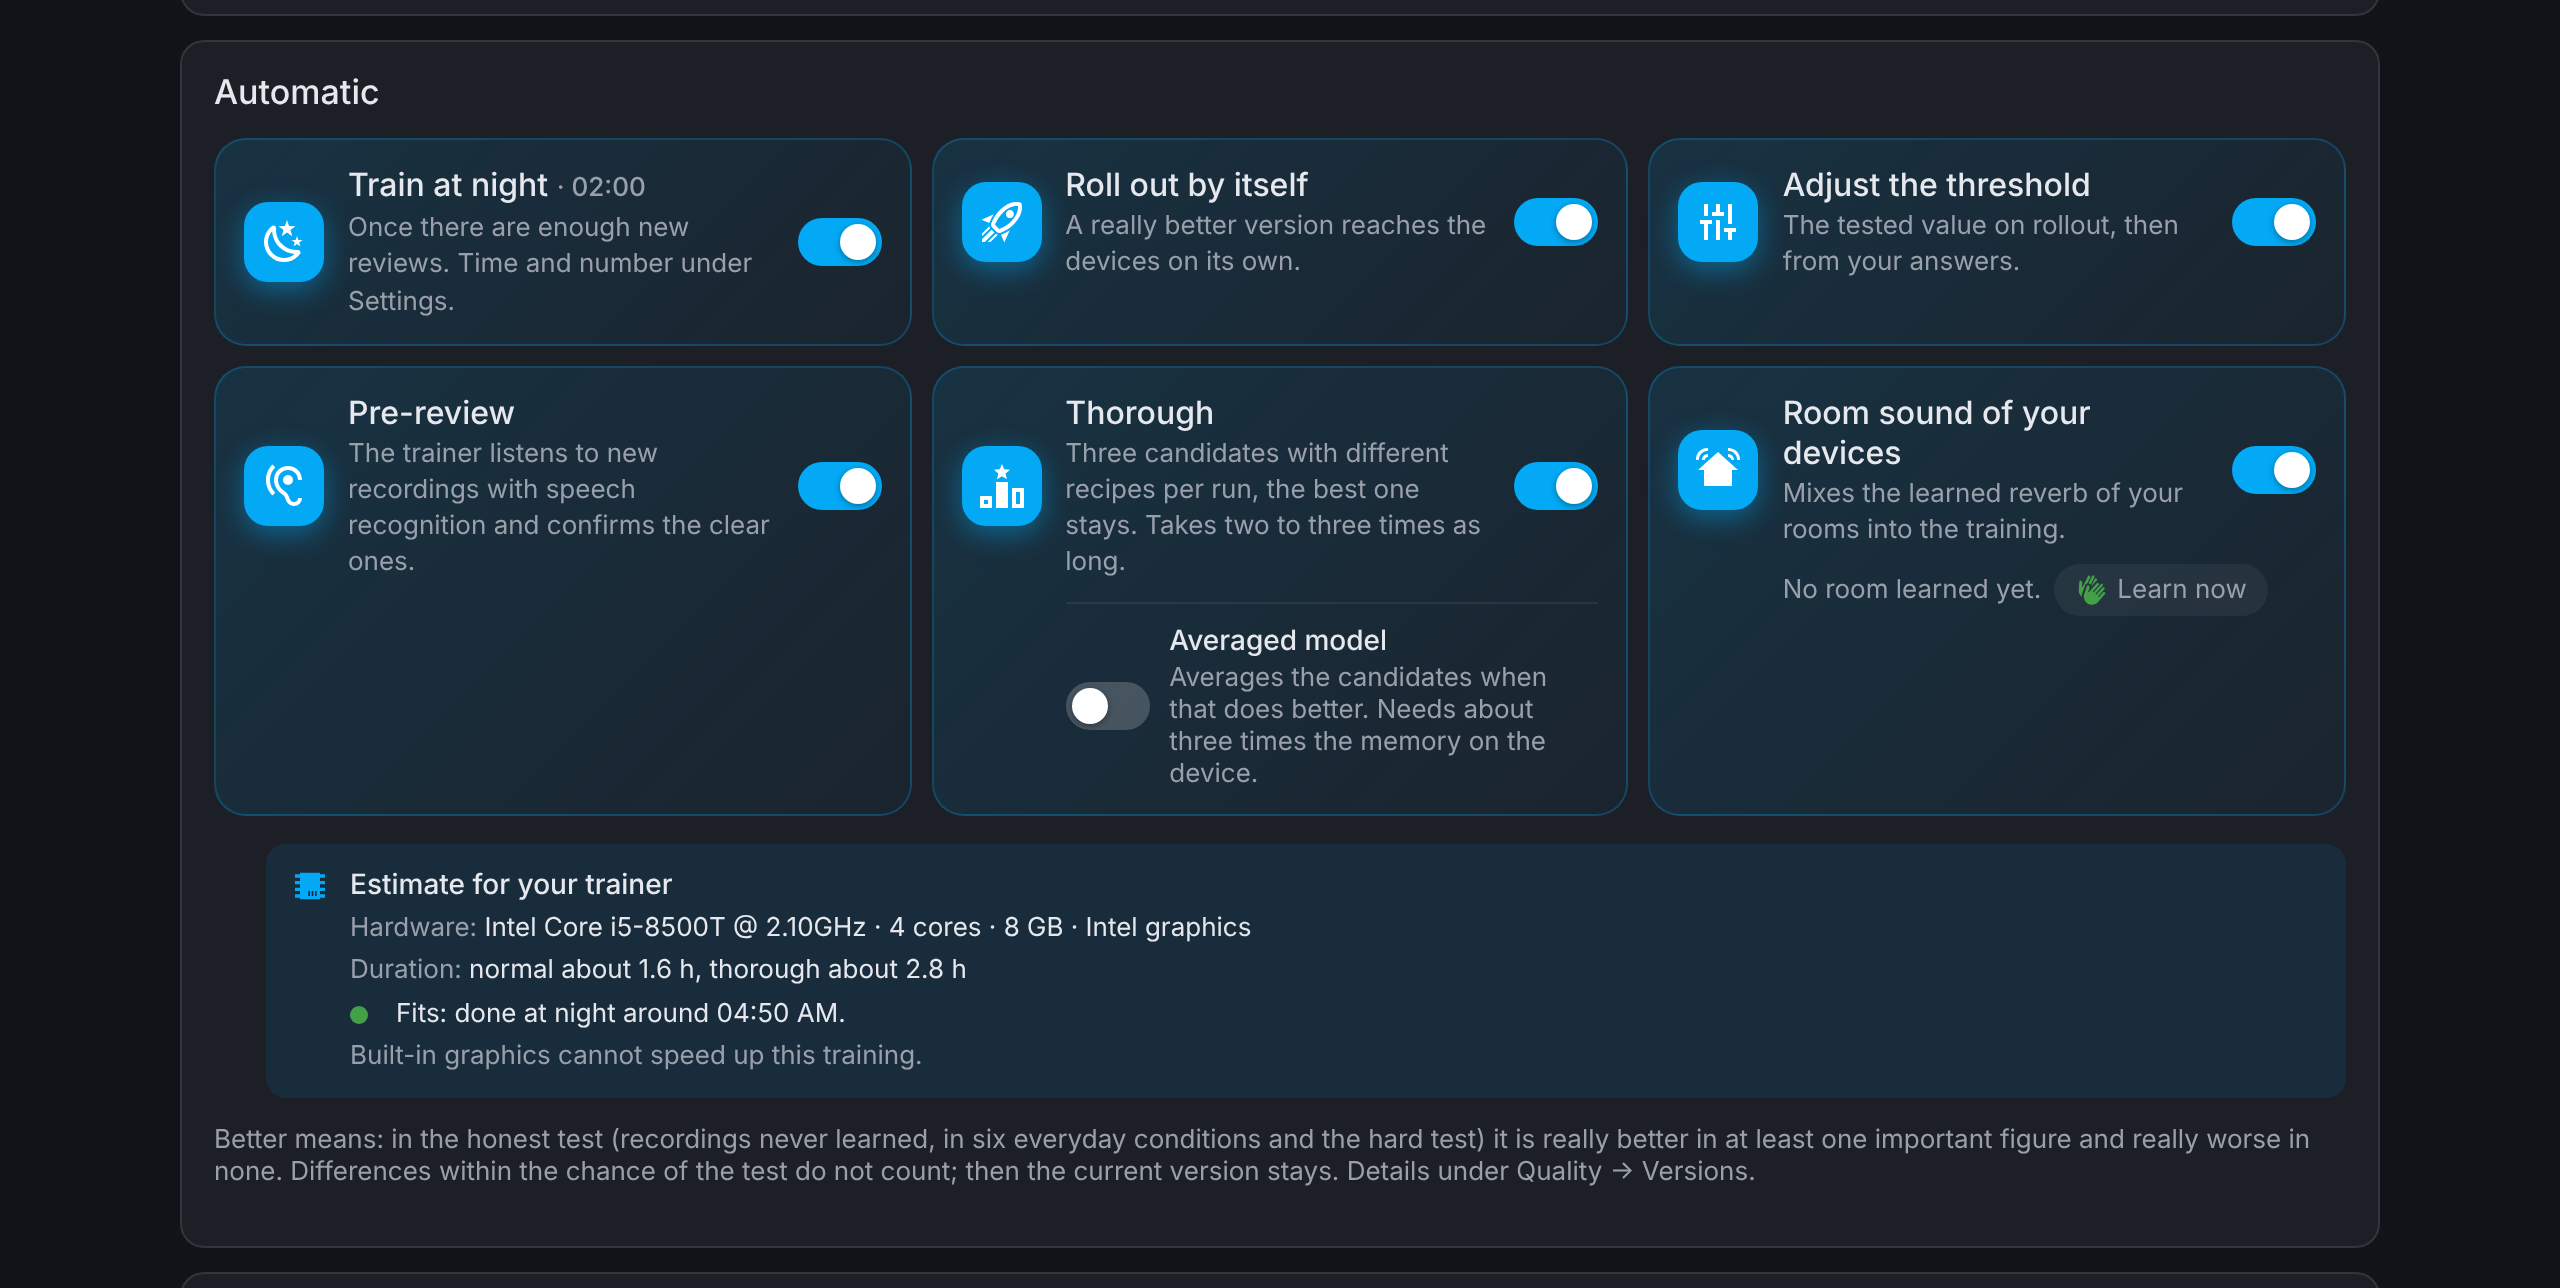 Automatic
Train at night · 02:00
Once there are enough new
reviews. Time and number under
Settings.
Roll out by itself
A really better version reaches the
devices on its own.
Adjust the threshold
The tested value on rollout, then
from your answers.
Pre-review
The trainer listens to new
recordings with speech
recognition and confirms the clear
ones.
Thorough
Three candidates with different
recipes per run, the best one
stays. Takes two to three times as
long.
Averaged model
Averages the candidates when
that does better. Needs about
three times the memory on the
device.
Room sound of your
devices
Mixes the learned reverb of your
rooms into the training.
No room learned yet. Learn now
Estimate for your trainer
Hardware: Intel Core i5-8500T @ 2.10GHz · 4 cores · 8 GB · Intel graphics
Duration: normal about 1.6 h, thorough about 2.8 h
Fits: done at night around 04:50 AM.
Built-in graphics cannot speed up this training.
Better means: in the honest test (recordings never learned, in six everyday conditions and the hard test) it is really better in at least one important figure and really worse in
none. Differences within the chance of the test do not count; then the current version stays. Details under Quality → Versions.